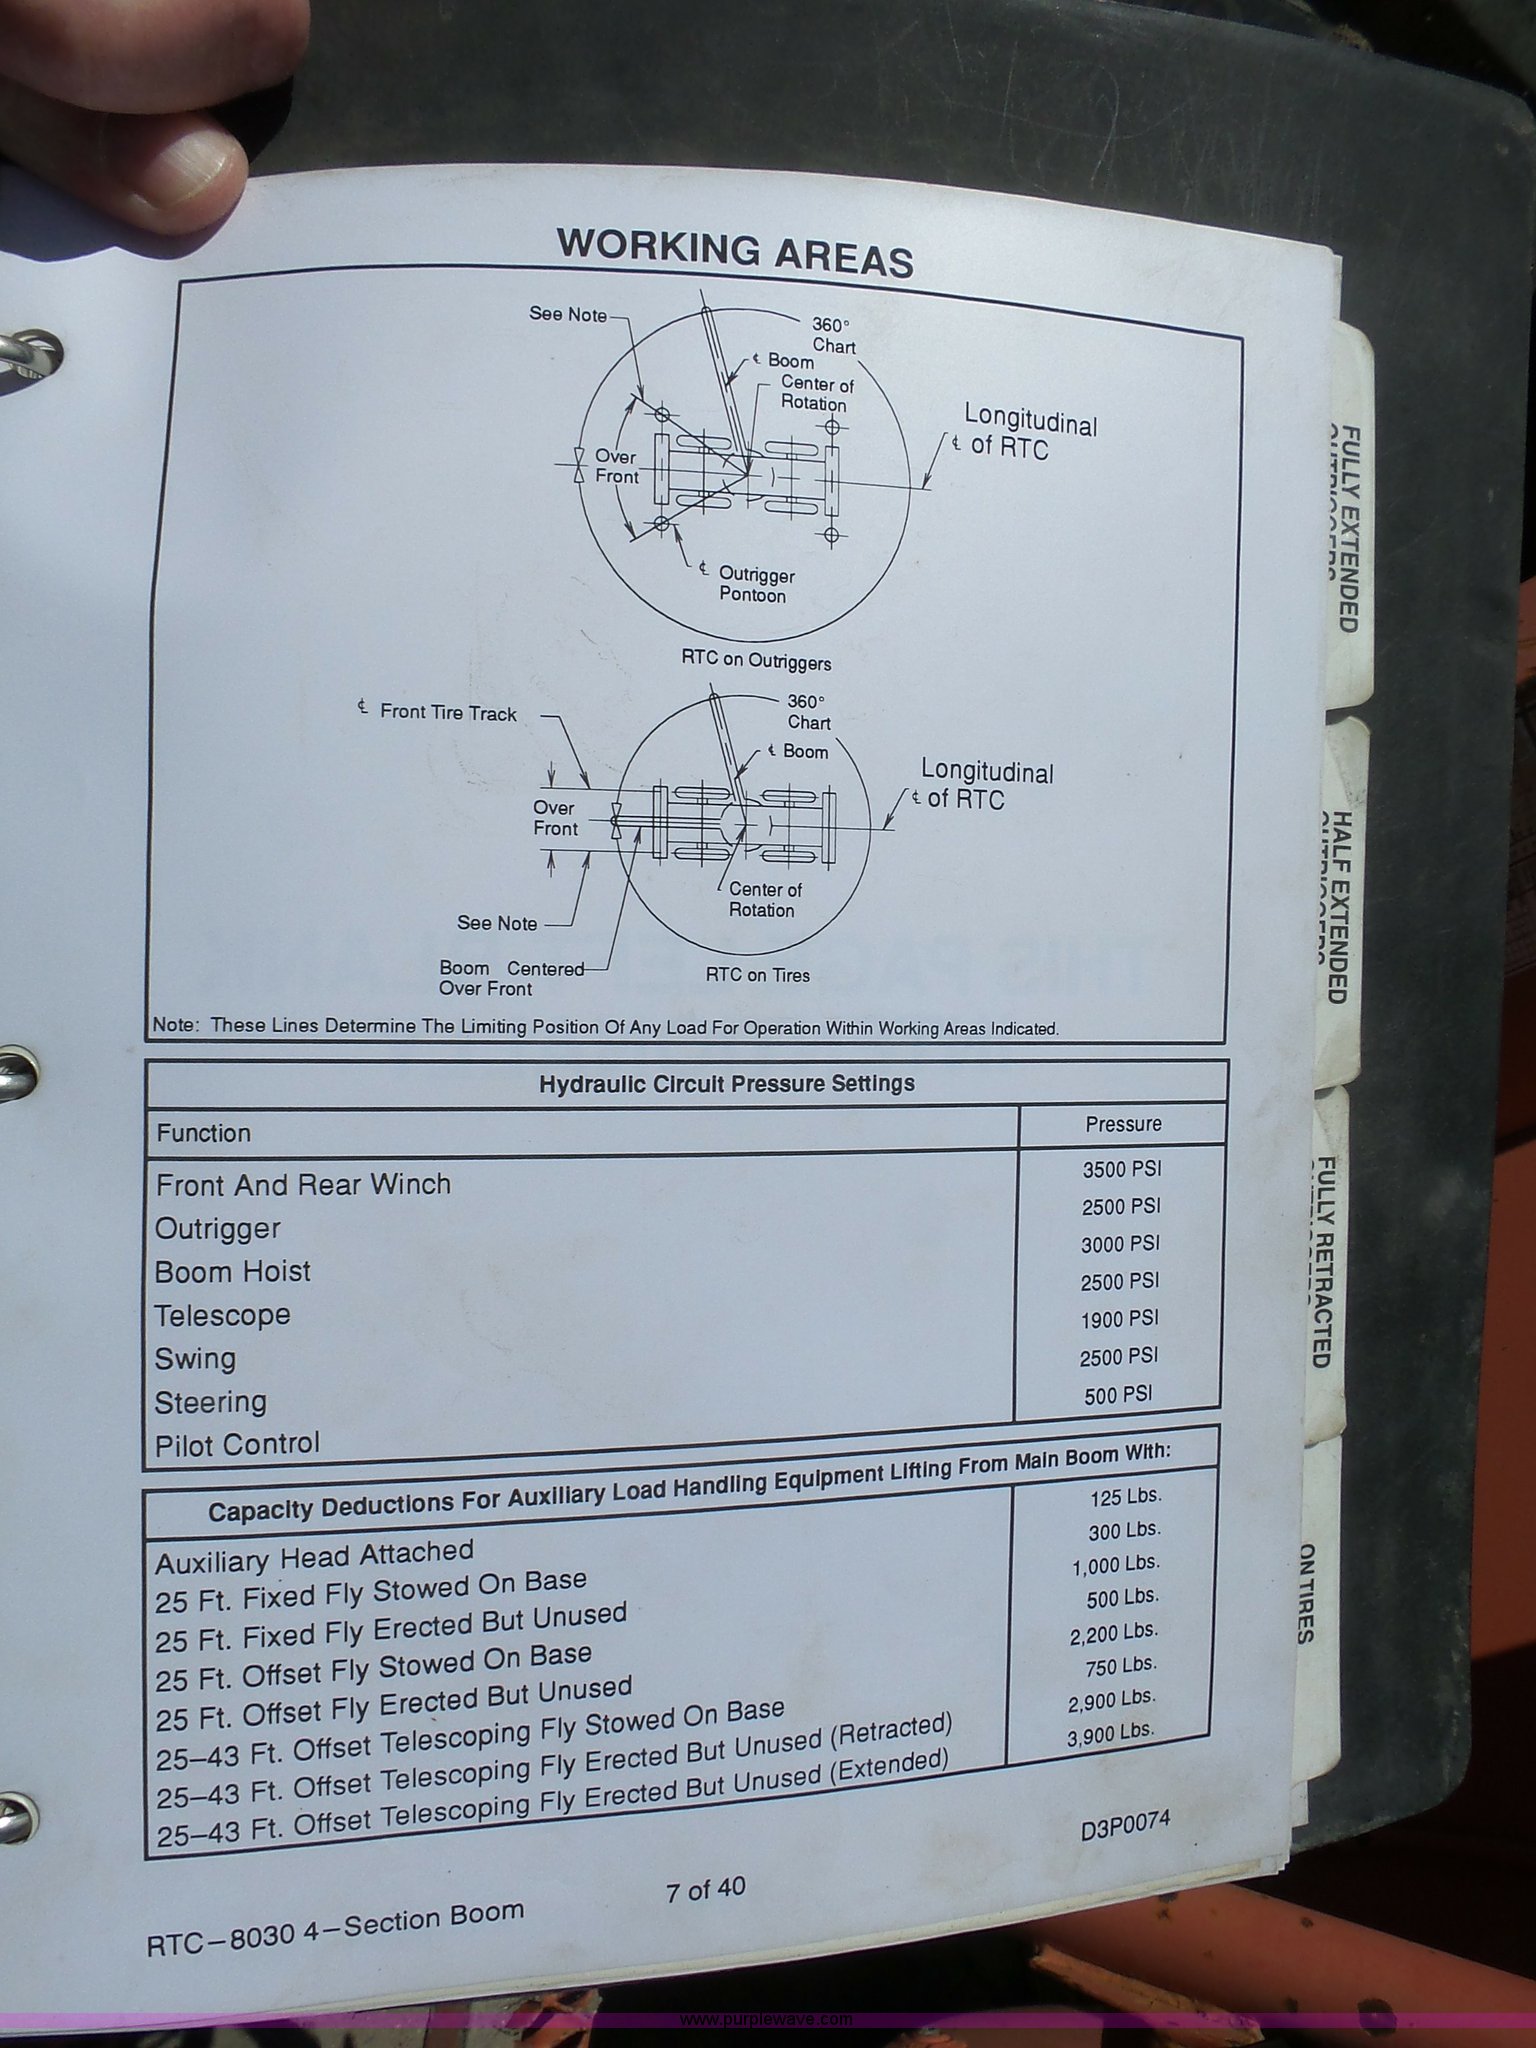 WORKING AREAS
See Note
360°
Chart
℄ Boom
Center of
Rotation
Longitudinal
℄ of RTC
Over
Front
℄ Outrigger
Pontoon
RTC on Outriggers
℄ Front Tire Track
360°
Chart
℄ Boom
Longitudinal
℄ of RTC
Over
Front
Center of
Rotation
See Note
Boom Centered
Over Front
RTC on Tires
Note: These Lines Determine The Limiting Position Of Any Load For Operation Within Working Areas Indicated.
Hydraulic Circuit Pressure Settings
Function Pressure
Front And Rear Winch 3500 PSI
Outrigger 2500 PSI
Boom Hoist 3000 PSI
Telescope 2500 PSI
Swing 1900 PSI
Steering 2500 PSI
Pilot Control 500 PSI
Capacity Deductions For Auxiliary Load Handling Equipment Lifting From Main Boom With:
Auxiliary Head Attached 125 Lbs.
25 Ft. Fixed Fly Stowed On Base 300 Lbs.
25 Ft. Fixed Fly Erected But Unused 1,000 Lbs.
25 Ft. Offset Fly Stowed On Base 500 Lbs.
25 Ft. Offset Fly Erected But Unused 2,200 Lbs.
25–43 Ft. Offset Telescoping Fly Stowed On Base 750 Lbs.
25–43 Ft. Offset Telescoping Fly Erected But Unused (Retracted) 2,900 Lbs.
25–43 Ft. Offset Telescoping Fly Erected But Unused (Extended) 3,900 Lbs.
D3P0074
7 of 40
RTC–8030 4–Section Boom
FULLY EXTENDED
OUTRIGGERS
HALF EXTENDED
OUTRIGGERS
FULLY RETRACTED
ON TIRES
www.purplewave.com